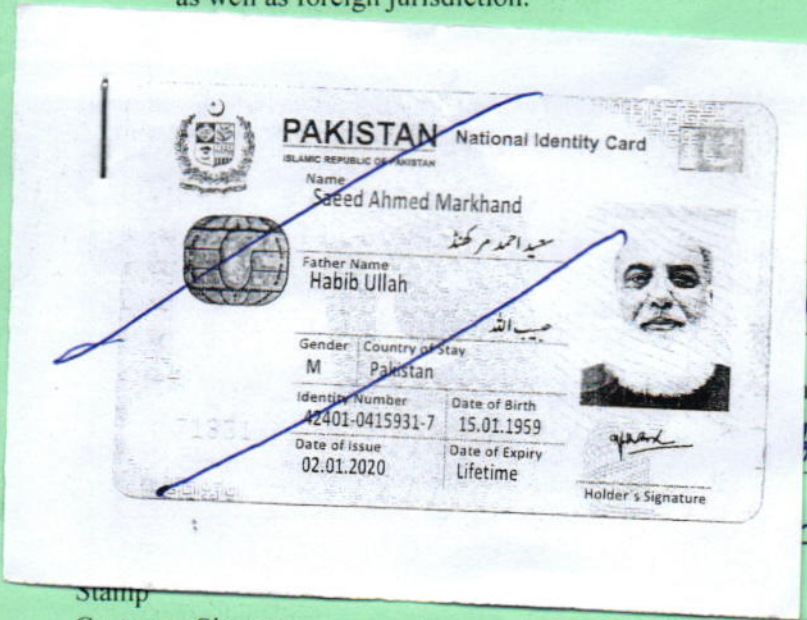 as well as foreign jurisdiction.
PAKISTAN National Identity Card
ISLAMIC REPUBLIC OF PAKISTAN
Name
Saeed Ahmed Markhand
سعید احمد مرکھنڈ
Father Name
Habib Ullah
حبیب اللہ
Gender Country of Stay
M Pakistan
Identity Number Date of Birth
42401-0415931-7 15.01.1959
Date of Issue Date of Expiry
02.01.2020 Lifetime
Holder's Signature
Stamp